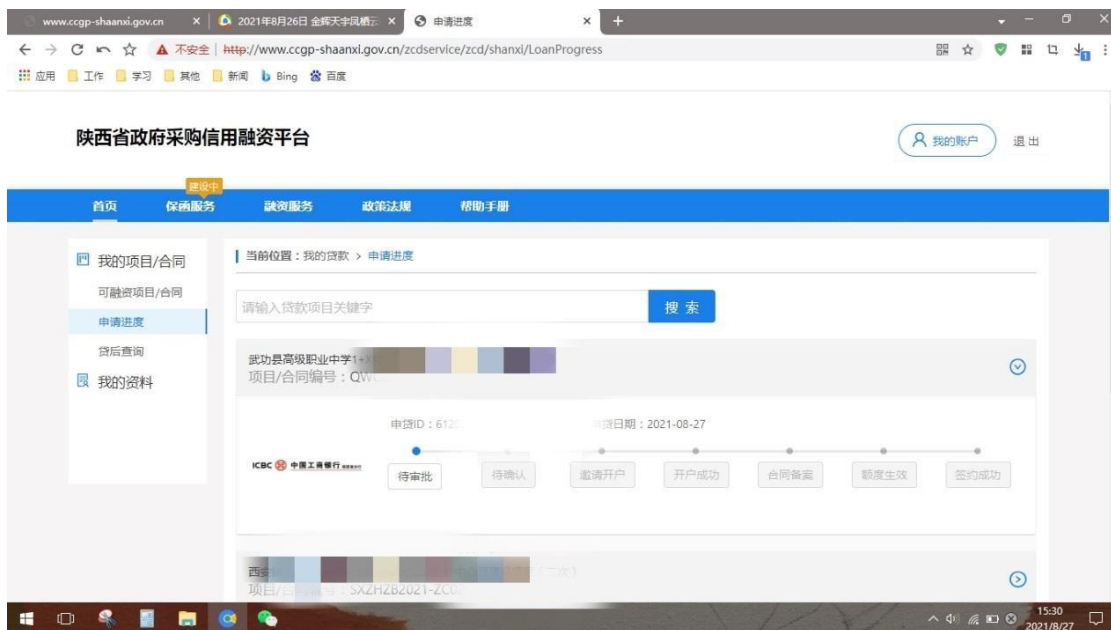 www.ccgp-shaanxi.gov.cn
2021年8月26日 金辉天宇凤栖云
申请进度
不安全 | http://www.ccgp-shaanxi.gov.cn/zcdservice/zcd/shanxi/LoanProgress
应用 工作 学习 其他 新闻 Bing 百度
陕西省政府采购信用融资平台
我的账户 退出
建设中
首页 保函服务 融资服务 政策法规 帮助手册
我的项目/合同
可融资项目/合同
申请进度
贷后查询
我的资料
当前位置：我的贷款 > 申请进度
请输入贷款项目关键字 搜索
武功县高级职业中学1+X
项目/合同编号：QW
申贷ID：612 申贷日期：2021-08-27
ICBC 中国工商银行
待审批 待确认 邀请开户 开户成功 合同备案 额度生效 签约成功
西安
（二次）
项目/合同编号：SXZHZB2021-ZC0
15:30
2021/8/27